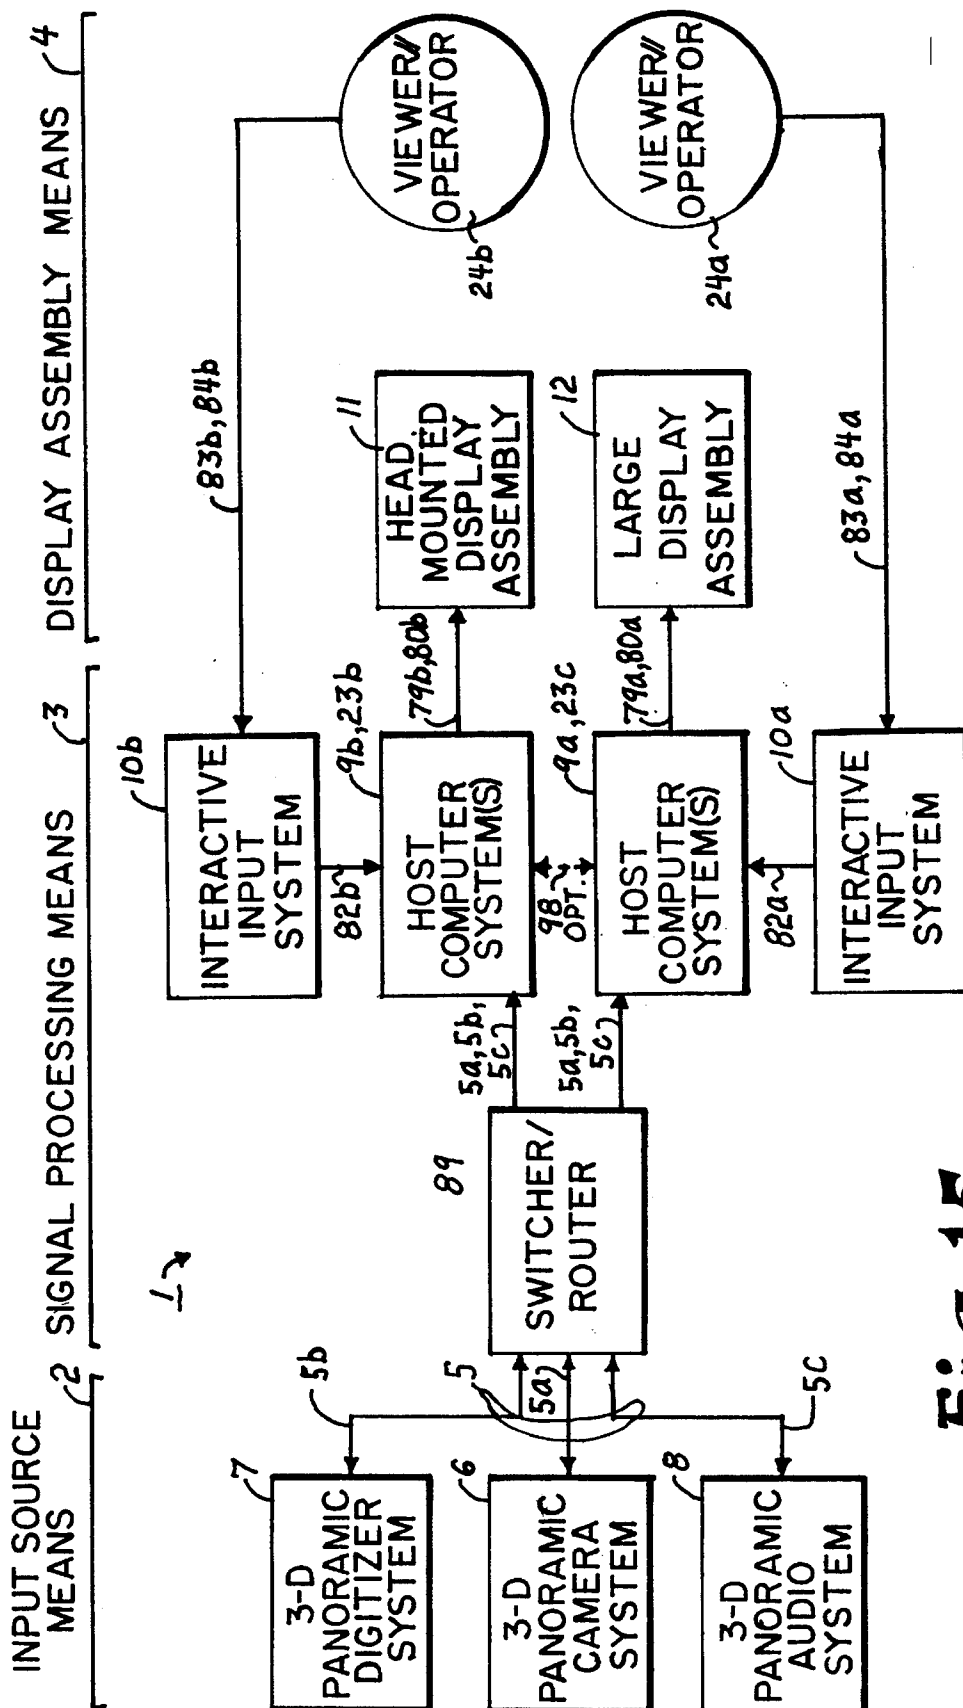 INPUT SOURCE
MEANS
2
SIGNAL PROCESSING MEANS
3
DISPLAY ASSEMBLY MEANS
4
1
7
3-D
PANORAMIC
DIGITIZER
SYSTEM
5b
6
3-D
PANORAMIC
CAMERA
SYSTEM
5
5a
8
3-D
PANORAMIC
AUDIO
SYSTEM
5c
89
SWITCHER/
ROUTER
5a,5b,
5c
5a,5b,
5c
10b
INTERACTIVE
INPUT
SYSTEM
82b
9b,23b
HOST
COMPUTER
SYSTEM(S)
98
OPT.
9a,23c
HOST
COMPUTER
SYSTEM(S)
82a
10a
INTERACTIVE
INPUT
SYSTEM
83b,84b
79b,80b
11
HEAD
MOUNTED
DISPLAY
ASSEMBLY
79a,80a
12
LARGE
DISPLAY
ASSEMBLY
83a,84a
VIEWER/
OPERATOR
24b
VIEWER/
OPERATOR
24a
Fig 15